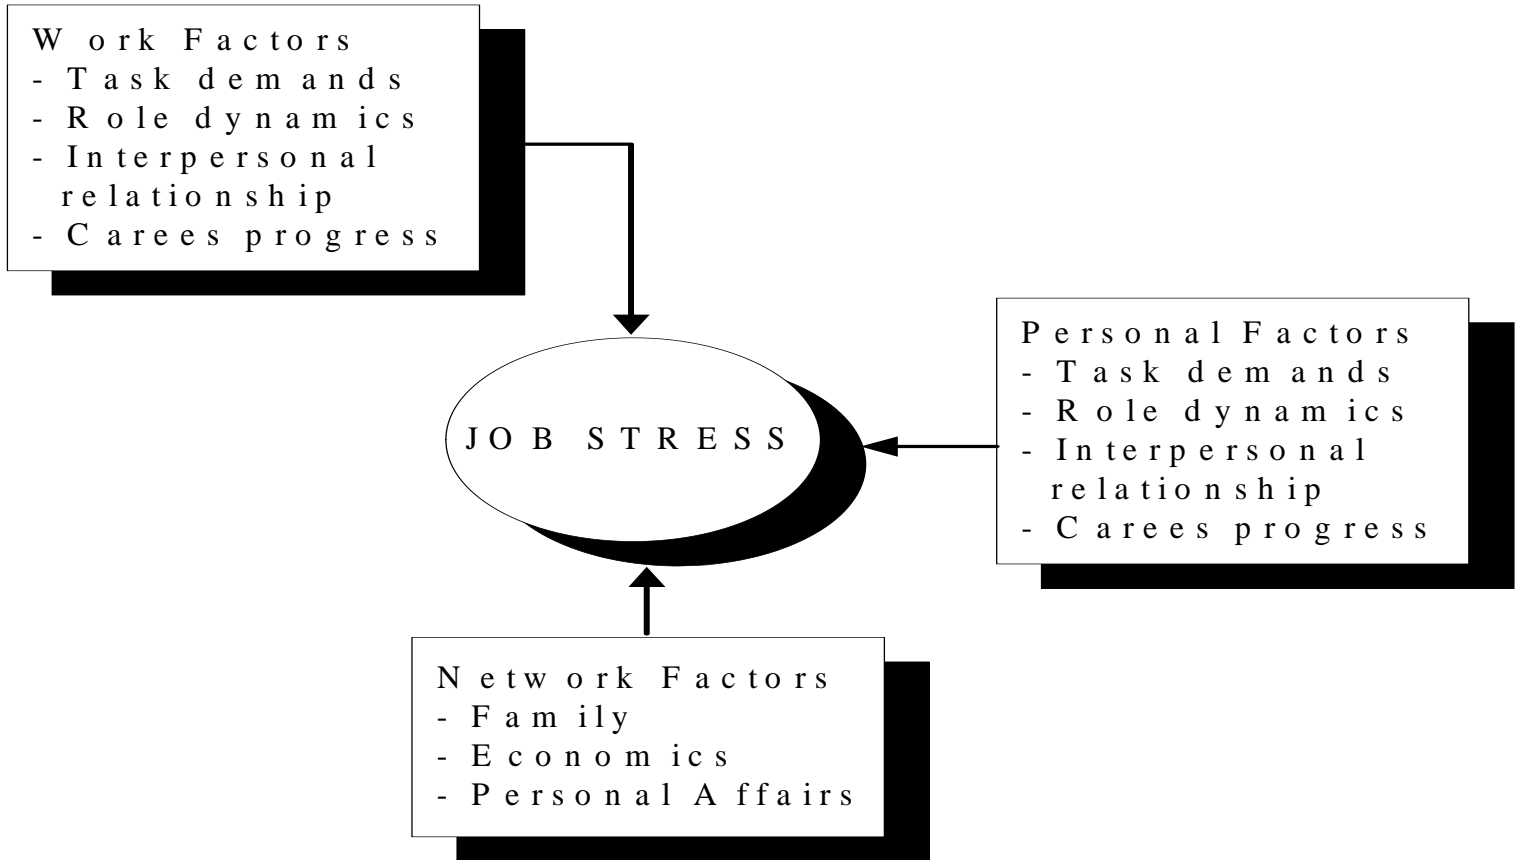 Work Factors
- Task demands
- Role dynamics
- Interpersonal
relationship
- Carees progress
JOB STRESS
Personal Factors
- Task demands
- Role dynamics
- Interpersonal
relationship
- Carees progress
Network Factors
- Family
- Economics
- Personal Affairs